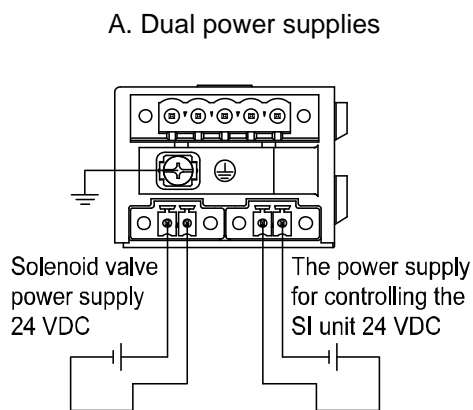 A. Dual power supplies
Solenoid valve
power supply
24 VDC
The power supply
for controlling the
SI unit 24 VDC